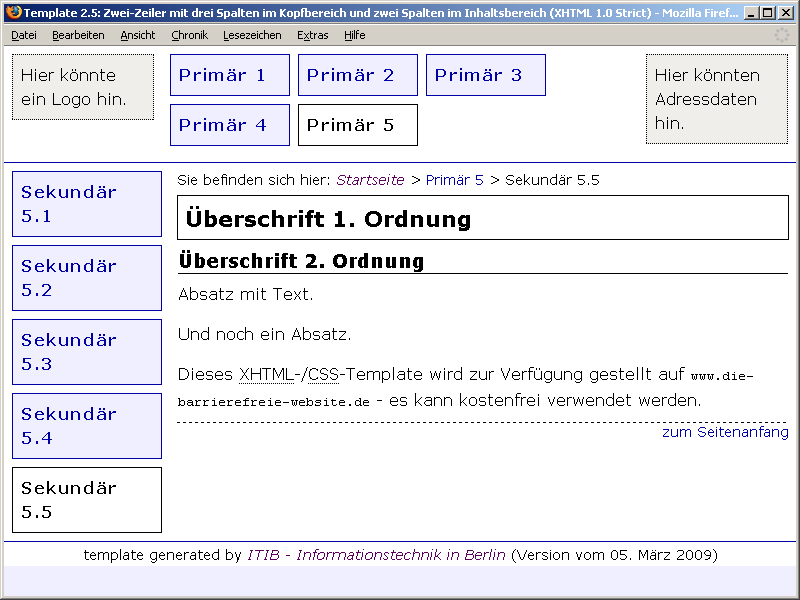 Template 2.5: Zwei-Zeiler mit drei Spalten im Kopfbereich und zwei Spalten im Inhaltsbereich (XHTML 1.0 Strict) - Mozilla Firef...
Datei Bearbeiten Ansicht Chronik Lesezeichen Extras Hilfe
Hier könnte
ein Logo hin.
Primär 1 Primär 2 Primär 3
Primär 4 Primär 5
Hier könnten
Adressdaten
hin.
Sekundär
5.1
Sekundär
5.2
Sekundär
5.3
Sekundär
5.4
Sekundär
5.5
Sie befinden sich hier: Startseite > Primär 5 > Sekundär 5.5
Überschrift 1. Ordnung
Überschrift 2. Ordnung
Absatz mit Text.
Und noch ein Absatz.
Dieses XHTML-/CSS-Template wird zur Verfügung gestellt auf www.die-
barrierefreie-website.de - es kann kostenfrei verwendet werden.
zum Seitenanfang
template generated by ITIB - Informationstechnik in Berlin (Version vom 05. März 2009)